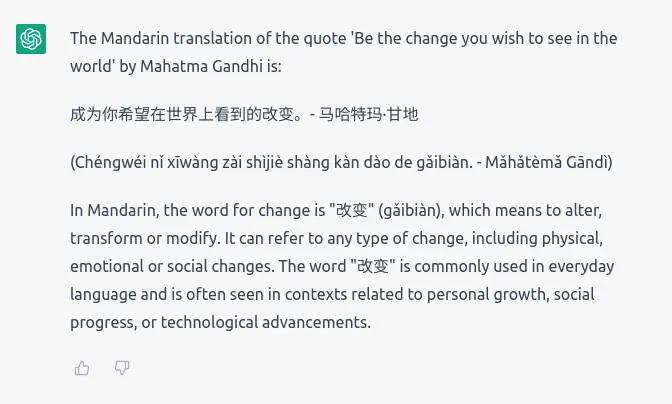 The Mandarin translation of the quote 'Be the change you wish to see in the
world' by Mahatma Gandhi is:
成为你希望在世界上看到的改变。- 马哈特玛·甘地
(Chéngwéi nǐ xīwàng zài shìjiè shàng kàn dào de gǎibiàn. - Mǎhātèmǎ Gāndì)
In Mandarin, the word for change is "改变" (gǎibiàn), which means to alter,
transform or modify. It can refer to any type of change, including physical,
emotional or social changes. The word "改变" is commonly used in everyday
language and is often seen in contexts related to personal growth, social
progress, or technological advancements.